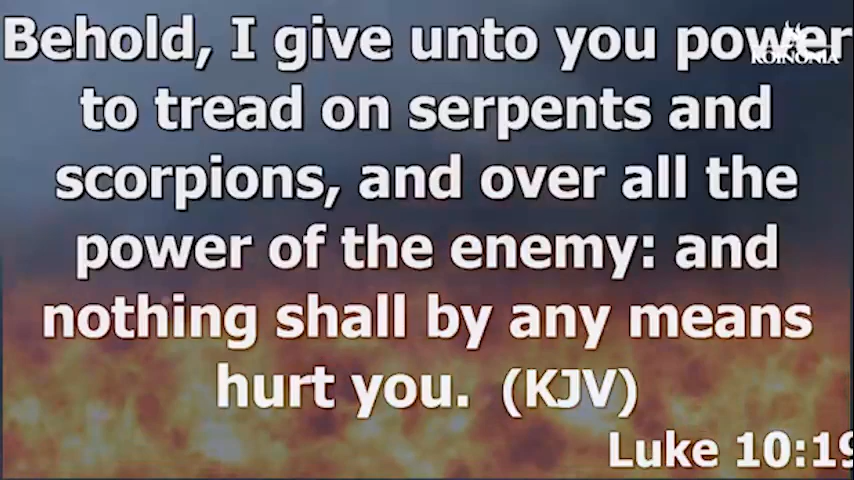 Behold, I give unto you power
KOINONIA
to tread on serpents and
scorpions, and over all the
power of the enemy: and
nothing shall by any means
hurt you. (KJV)
Luke 10:19